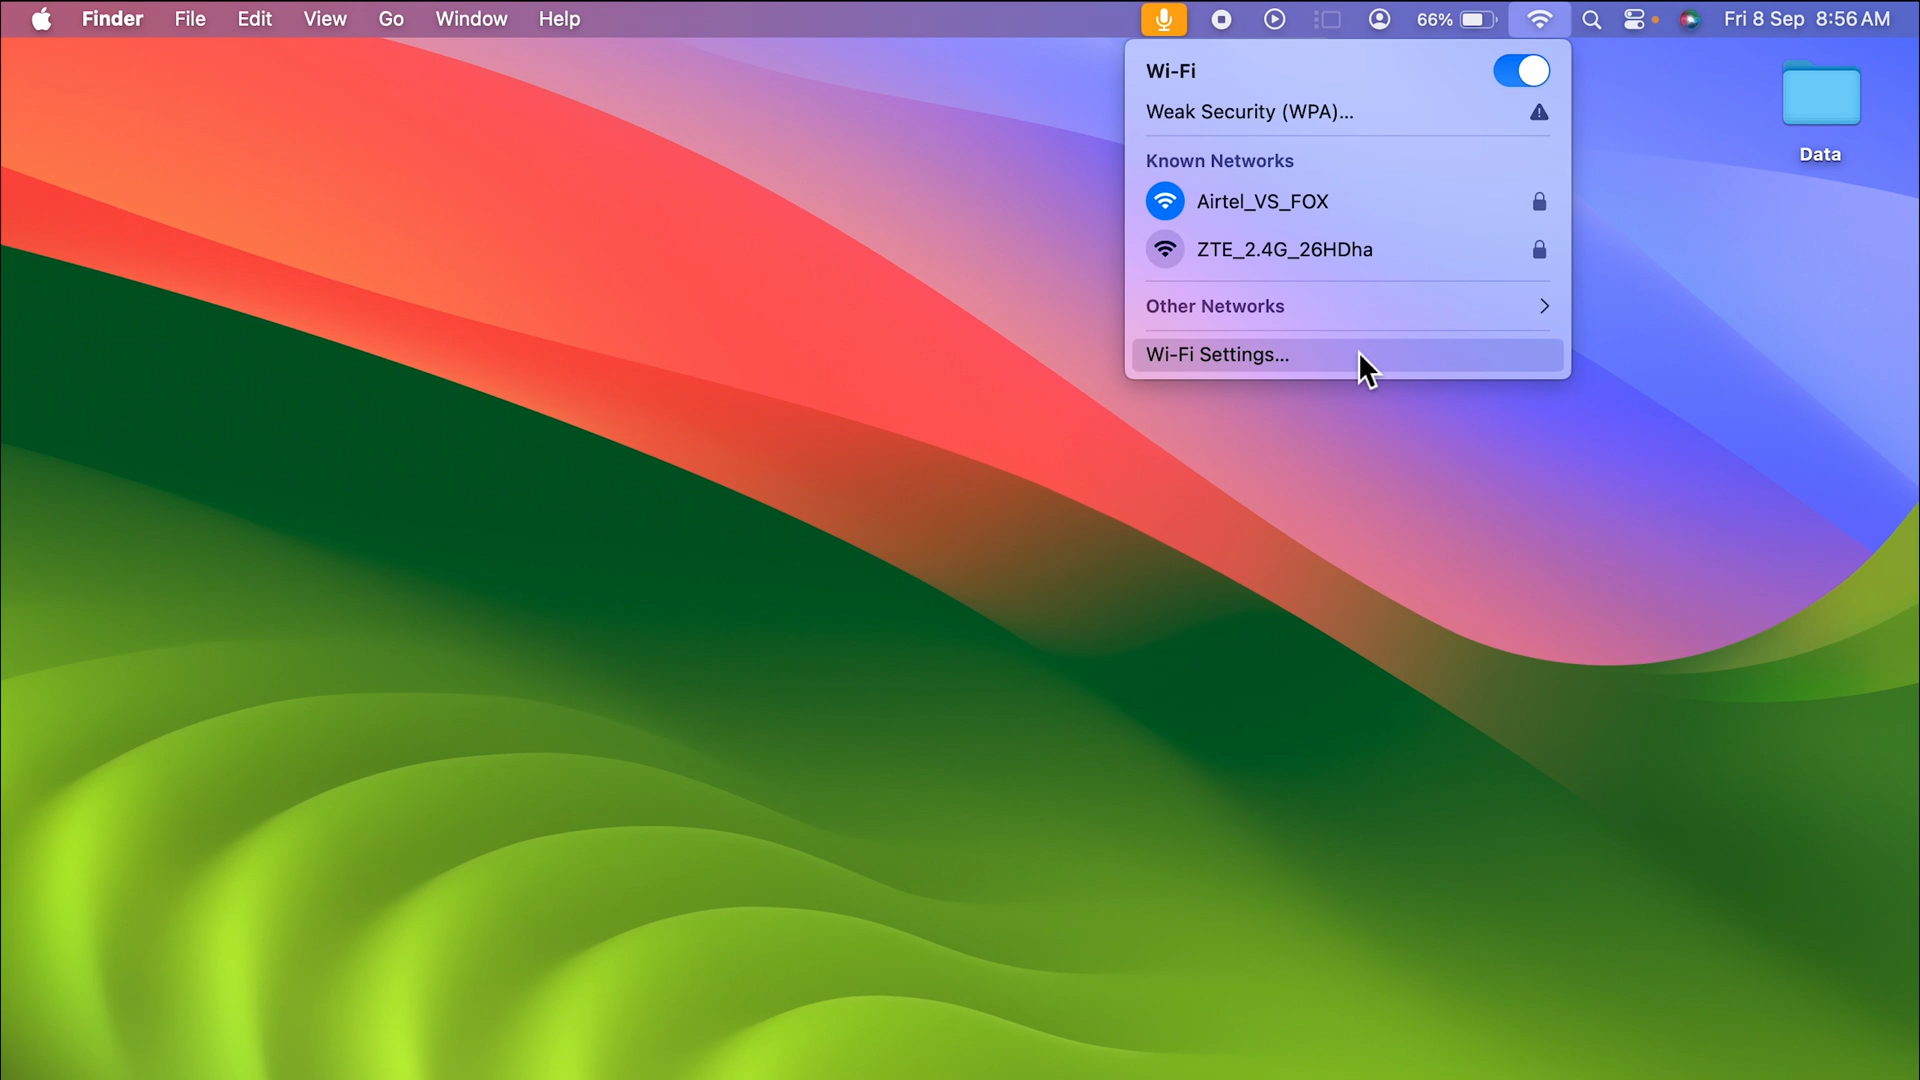 Finder File Edit View Go Window Help 66% Fri 8 Sep 8:56 AM
Wi-Fi
Weak Security (WPA)...
Known Networks
Airtel_VS_FOX
ZTE_2.4G_26HDha
Other Networks
Wi-Fi Settings...
Data